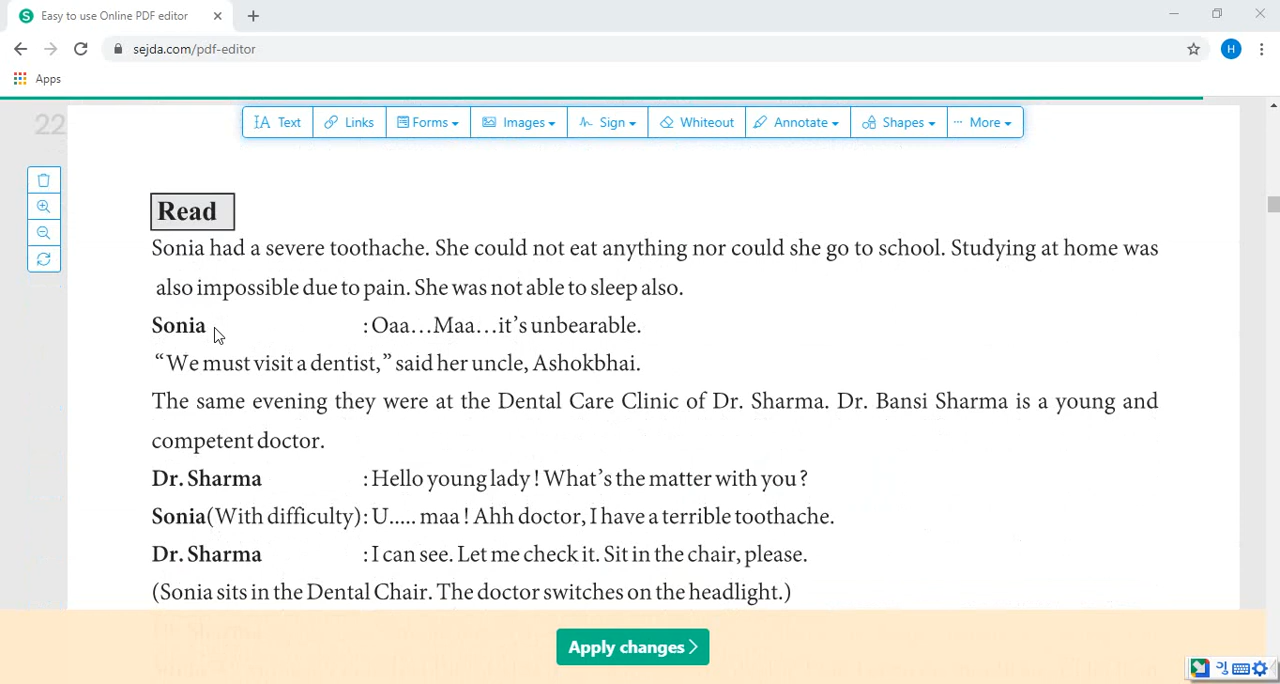 Easy to use Online PDF editor
sejda.com/pdf-editor
H
Apps
22
Text Links Forms Images Sign Whiteout Annotate Shapes More
Read
Sonia had a severe toothache. She could not eat anything nor could she go to school. Studying at home was
also impossible due to pain. She was not able to sleep also.
Sonia : Oaa...Maa...it's unbearable.
“We must visit a dentist,” said her uncle, Ashokbhai.
The same evening they were at the Dental Care Clinic of Dr. Sharma. Dr. Bansi Sharma is a young and
competent doctor.
Dr. Sharma : Hello young lady ! What's the matter with you ?
Sonia(With difficulty): U..... maa ! Ahh doctor, I have a terrible toothache.
Dr. Sharma : I can see. Let me check it. Sit in the chair, please.
(Sonia sits in the Dental Chair. The doctor switches on the headlight.)
Dr. Sharma
Apply changes